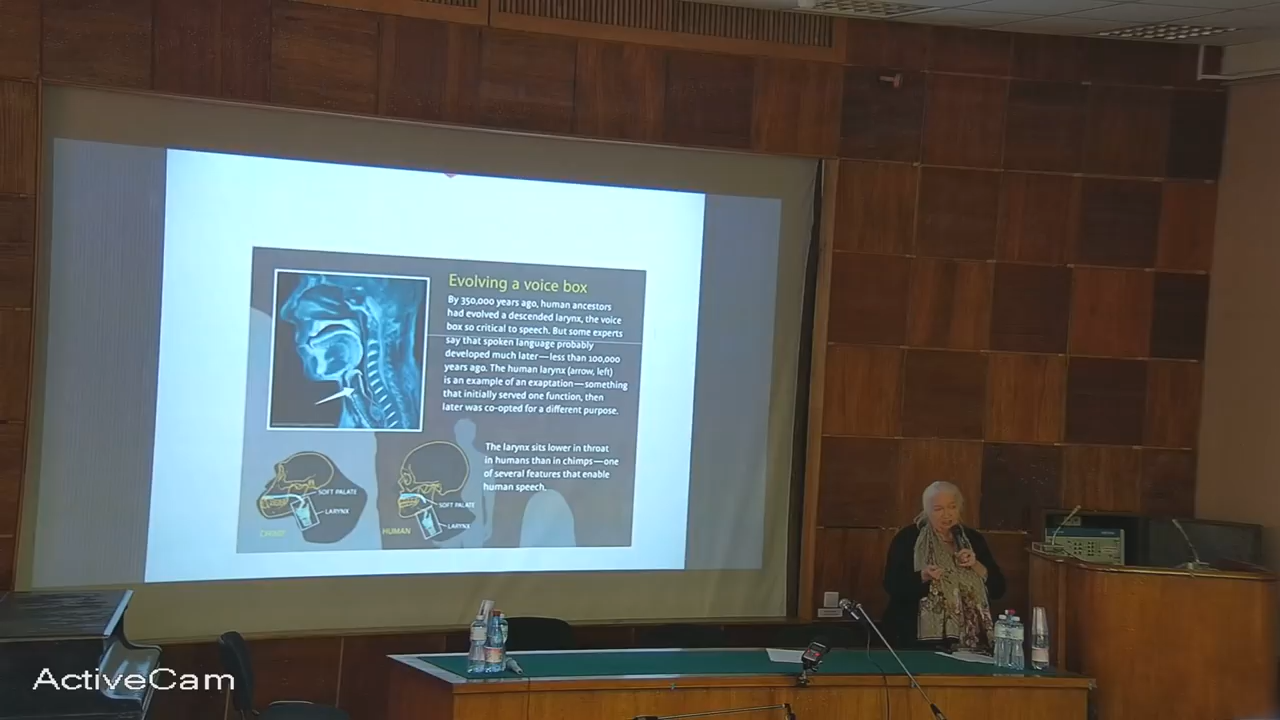 Evolving a voice box
By 350,000 years ago, human ancestors
had evolved a descended larynx, the voice
box so critical to speech. But some experts
say that spoken language probably
developed much later—less than 100,000
years ago. The human larynx (arrow, left)
is an example of an exaptation—something
that initially served one function, then
later was co-opted for a different purpose.
The larynx sits lower in throat
in humans than in chimps—one
of several features that enable
human speech.
SOFT PALATE
LARYNX
CHIMP
SOFT PALATE
LARYNX
HUMAN
ActiveCam